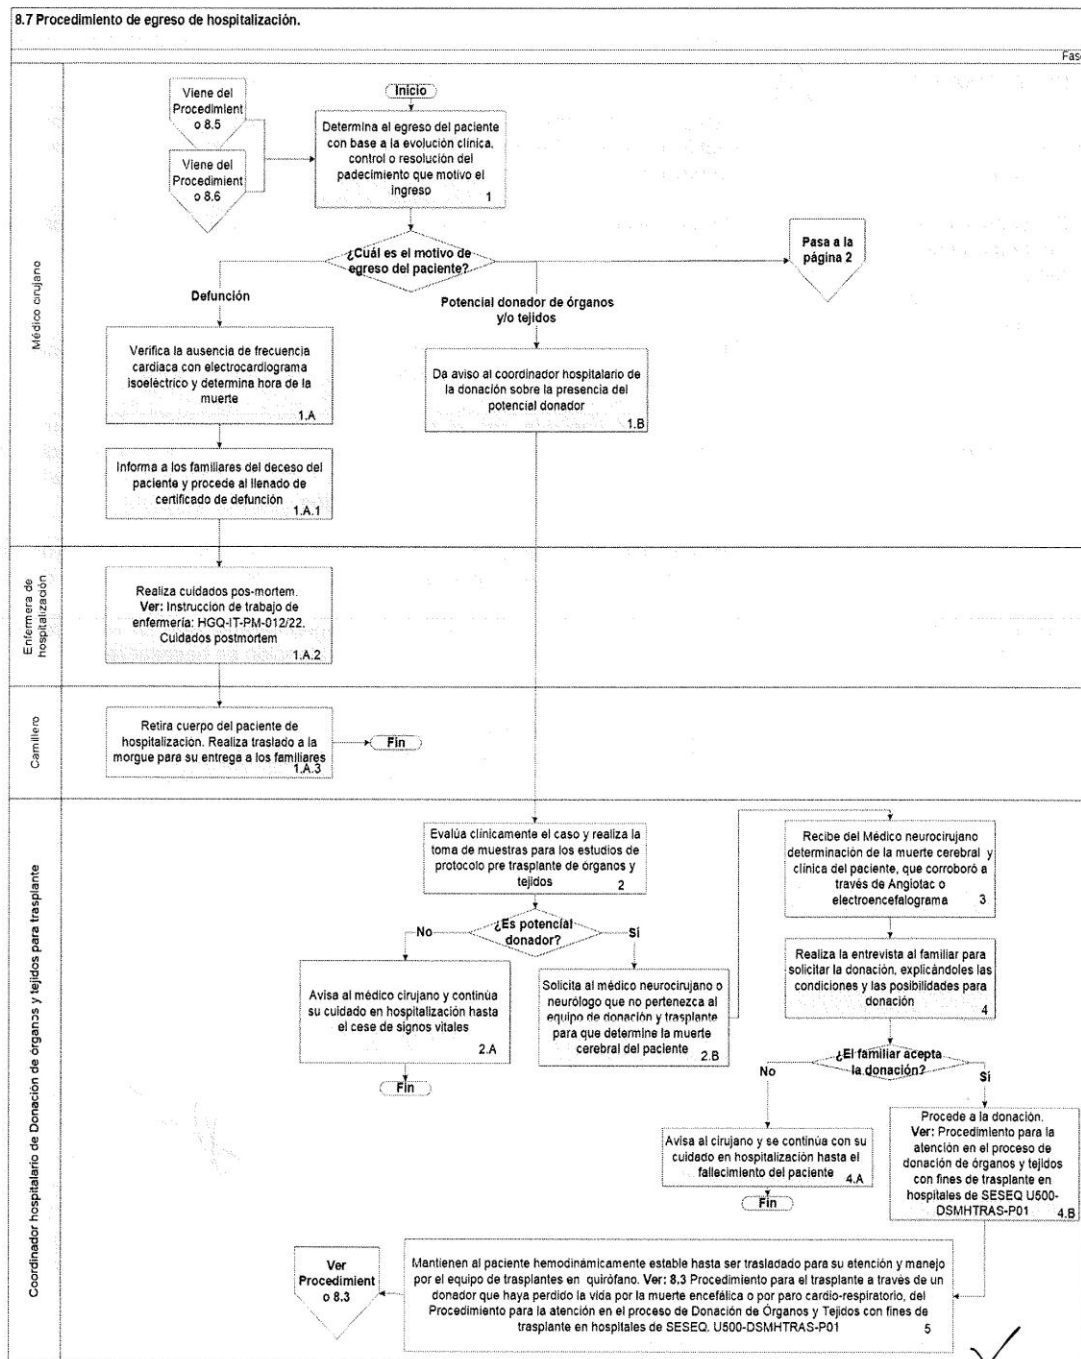 8.7 Procedimiento de egreso de hospitalización.
Fase
Médico cirujano
Viene del
Procedimient
o 8.5
Viene del
Procedimient
o 8.6
Inicio
Determina el egreso del paciente
con base a la evolución clínica,
control o resolución del
padecimiento que motivo el
ingreso
1
¿Cuál es el motivo de
egreso del paciente?
Pasa a la
página 2
Defunción
Potencial donador de órganos
y/o tejidos
Verifica la ausencia de frecuencia
cardíaca con electrocardiograma
isoeléctrico y determina hora de la
muerte
1.A
Da aviso al coordinador hospitalario de
la donación sobre la presencia del
potencial donador
1.B
Informa a los familiares del deceso del
paciente y procede al llenado de
certificado de defunción
1.A.1
Enfermera de
hospitalización
Realiza cuidados pos-mortem.
Ver: Instruccion de trabajo de
enfermería: HGQ-IT-PM-012/22.
Cuidados postmortem
1.A.2
Camillero
Retira cuerpo del paciente de
hospitalización. Realiza traslado a la
morgue para su entrega a los familiares
1.A.3
Fin
Coordinador hospitalario de Donación de órganos y tejidos para trasplante
Evalúa clínicamente el caso y realiza la
toma de muestras para los estudios de
protocolo pre trasplante de órganos y
tejidos
2
¿Es potencial
donador?
No
Sí
Avisa al médico cirujano y continúa
su cuidado en hospitalización hasta
el cese de signos vitales
2.A
Fin
Solicita al médico neurocirujano o
neurólogo que no pertenezca al
equipo de donación y trasplante
para que determine la muerte
cerebral del paciente
2.B
Recibe del Médico neurocirujano
determinación de la muerte cerebral y
clínica del paciente, que corroboró a
través de Angiotac o
electroencefalograma
3
Realiza la entrevista al familiar para
solicitar la donación, explicándoles las
condiciones y las posibilidades para
donación
4
¿El familiar acepta
la donación?
No
Sí
Avisa al cirujano y se continúa con su
cuidado en hospitalización hasta el
fallecimiento del paciente
4.A
Fin
Procede a la donación.
Ver: Procedimiento para la
atención en el proceso de
donación de órganos y tejidos
con fines de trasplante en
hospitales de SESEQ U500-
DSMHTRAS-P01
4.B
Ver
Procedimient
o 8.3
Mantienen al paciente hemodinámicamente estable hasta ser trasladado para su atención y manejo
por el equipo de trasplantes en quirófano. Ver: 8.3 Procedimiento para el trasplante a través de un
donador que haya perdido la vida por la muerte encefálica o por paro cardio-respiratorio, del
Procedimiento para la atención en el proceso de Donación de Órganos y Tejidos con fines de
trasplante en hospitales de SESEQ. U500-DSMHTRAS-P01
5